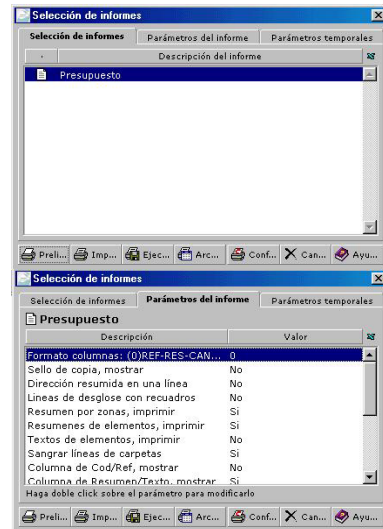 Selección de informes
Selección de informes Parámetros del informe Parámetros temporales
Descripción del informe
Presupuesto
Preli... Imp... Ejec... Arc... Conf... Can... Ayu...
Selección de informes
Selección de informes Parámetros del informe Parámetros temporales
Presupuesto
Descripción Valor
Formato columnas: (0)REF-RES-CAN... 0
Sello de copia, mostrar No
Dirección resumida en una línea No
Lineas de desglose con recuadros No
Resumen por zonas, imprimir Si
Resumenes de elementos, imprimir Si
Textos de elementos, imprimir No
Sangrar líneas de carpetas Si
Columna de Cod/Ref, mostrar No
Columna de Resumen/Texto, mostrar Si
Haga doble click sobre el parámetro para modificarlo
Preli... Imp... Ejec... Arc... Conf... Can... Ayu...